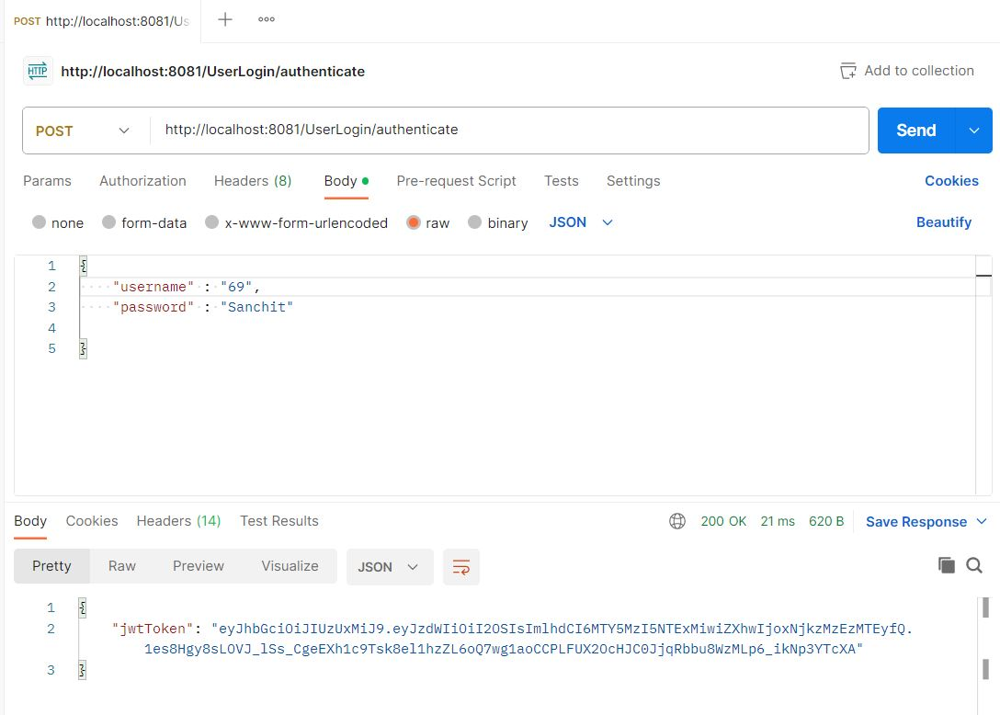 POST http://localhost:8081/Us
http://localhost:8081/UserLogin/authenticate
Add to collection
POST http://localhost:8081/UserLogin/authenticate Send
Params Authorization Headers (8) Body Pre-request Script Tests Settings Cookies
none form-data x-www-form-urlencoded raw binary JSON Beautify
1 {
2 "username" : "69",
3 "password" : "Sanchit"
4
5 }
Body Cookies Headers (14) Test Results 200 OK 21 ms 620 B Save Response
Pretty Raw Preview Visualize JSON
1 {
2 "jwtToken": "eyJhbGciOiJIUzUxMiJ9.eyJzdWIiOiI2OSIsImlhdCI6MTY5MzI5NTExMiwiZXhwIjoxNjkzMzEzMTEyfQ.
1es8Hgy8sLOVJ_lSs_CgeEXh1c9Tsk8el1hzZL6oQ7wg1aoCCPLFUX2OcHJC0JjqRbbu8WzMLp6_ikNp3YTcXA"
3 }